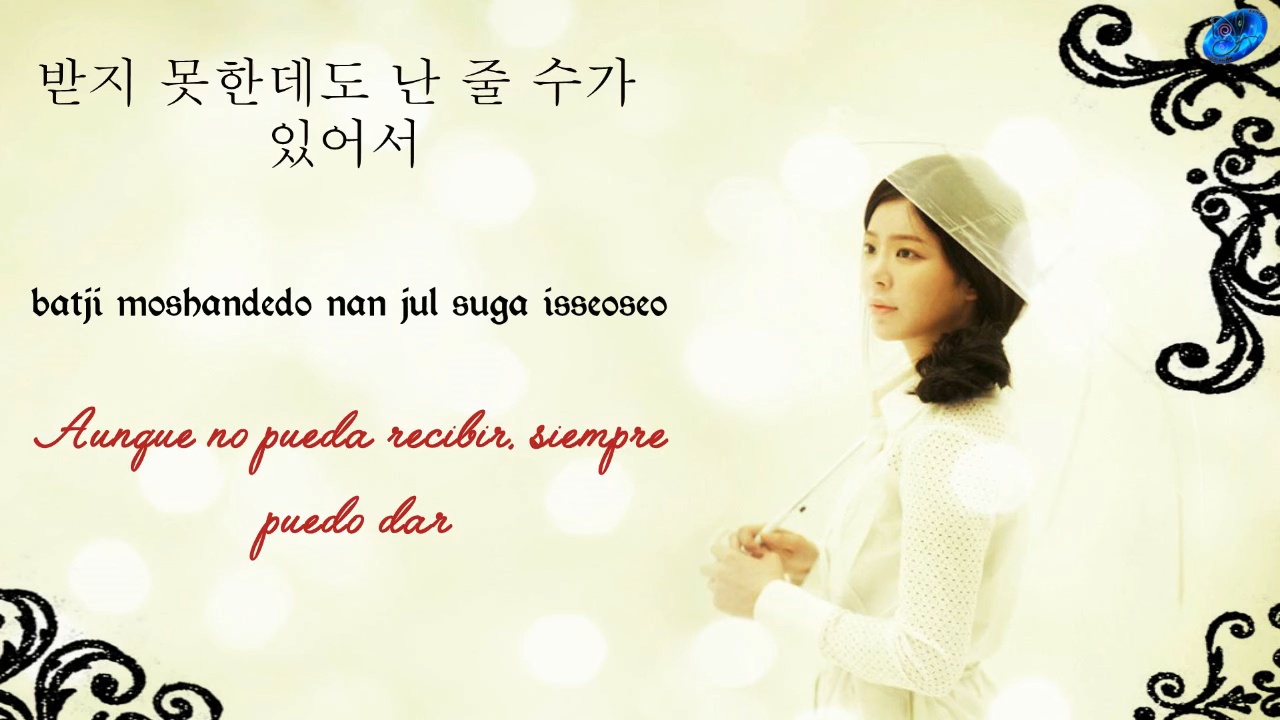 받지 못한데도 난 줄 수가
있어서
batji moshandedo nan jul suga isseoseo
Aunque no pueda recibir, siempre
puedo dar